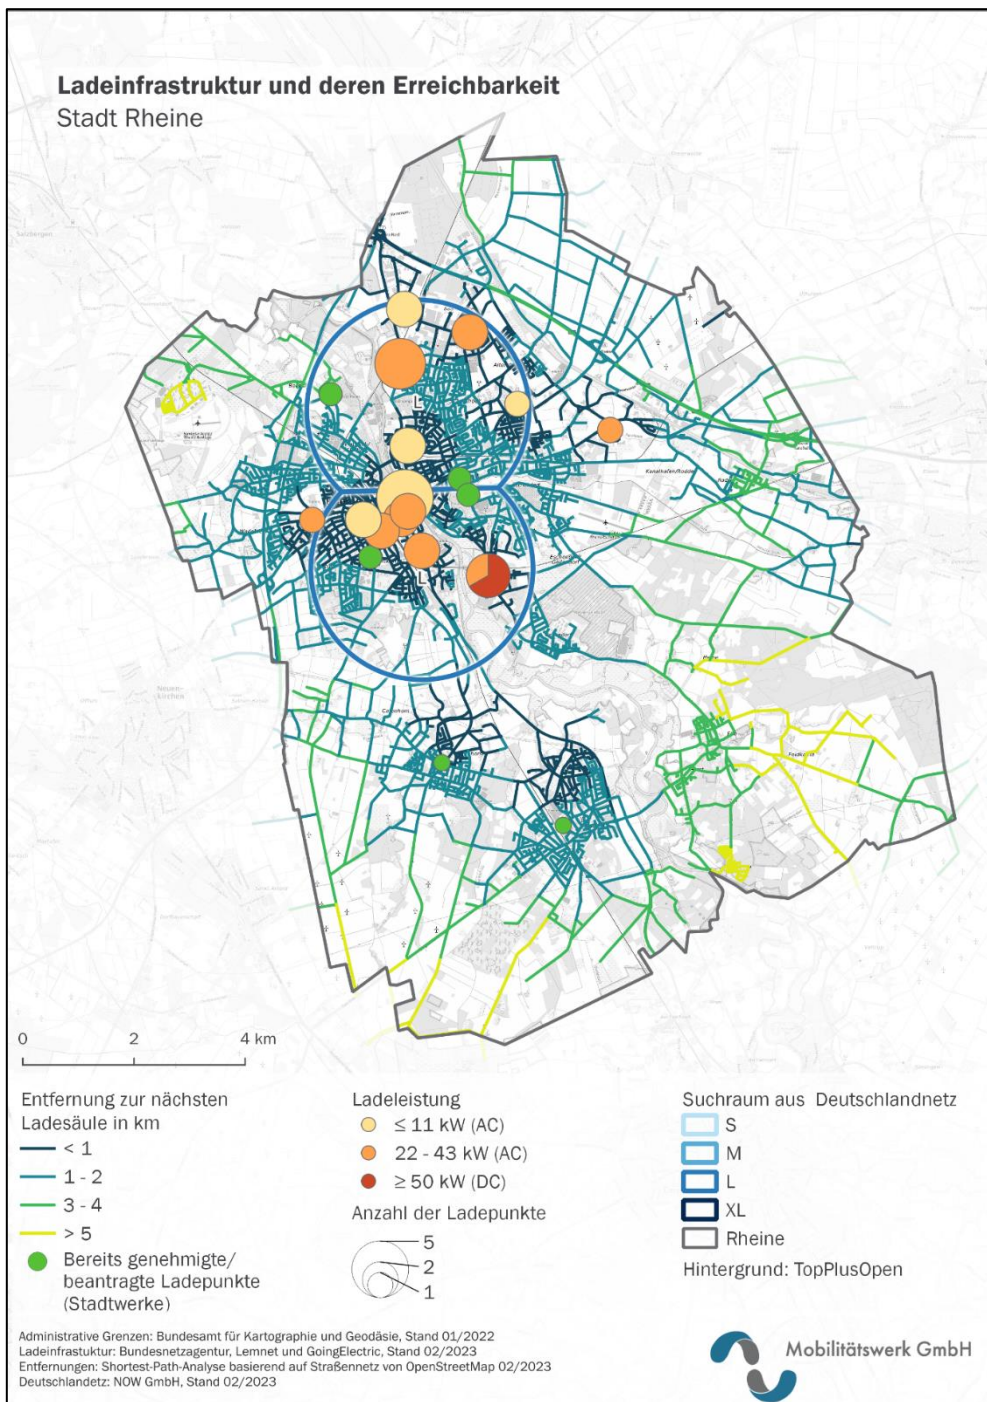 Ladeinfrastruktur und deren Erreichbarkeit
Stadt Rheine
L
L
0 2 4 km
Entfernung zur nächsten
Ladesäule in km
< 1
1 - 2
3 - 4
> 5
Bereits genehmigte/
beantragte Ladepunkte
(Stadtwerke)
Ladeleistung
≤ 11 kW (AC)
22 - 43 kW (AC)
≥ 50 kW (DC)
Anzahl der Ladepunkte
5
2
1
Suchraum aus Deutschlandnetz
S
M
L
XL
Rheine
Hintergrund: TopPlusOpen
Administrative Grenzen: Bundesamt für Kartographie und Geodäsie, Stand 01/2022
Ladeinfrastuktur: Bundesnetzagentur, Lemnet und GoingElectric, Stand 02/2023
Entfernungen: Shortest-Path-Analyse basierend auf Straßennetz von OpenStreetMap 02/2023
Deutschlandetz: NOW GmbH, Stand 02/2023
Mobilitätswerk GmbH